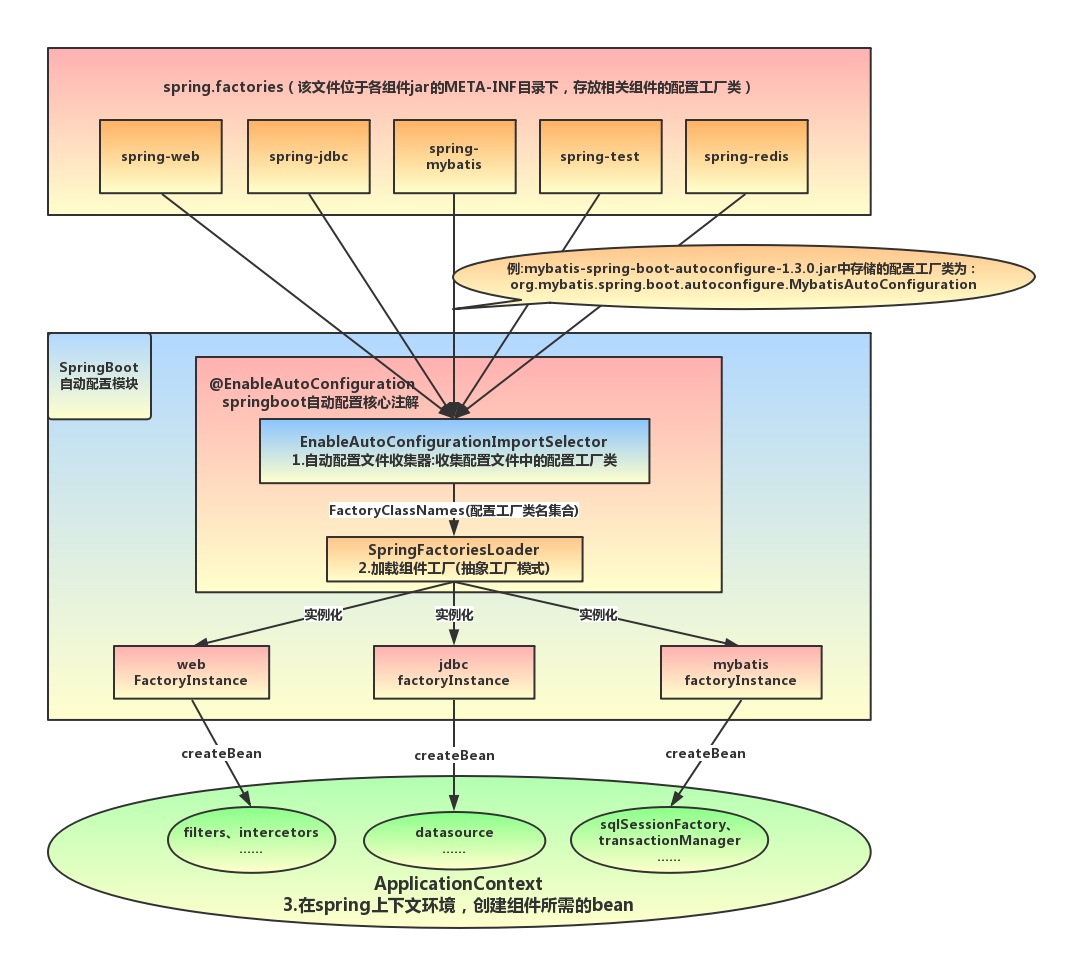 spring.factories（该文件位于各组件jar的META-INF目录下，存放相关组件的配置工厂类）
spring-web
spring-jdbc
spring-
mybatis
spring-test
spring-redis
例:mybatis-spring-boot-autoconfigure-1.3.0.jar中存储的配置工厂类为：
org.mybatis.spring.boot.autoconfigure.MybatisAutoConfiguration
SpringBoot
自动配置模块
@EnableAutoConfiguration
springboot自动配置核心注解
EnableAutoConfigurationImportSelector
1.自动配置文件收集器:收集配置文件中的配置工厂类
FactoryClassNames(配置工厂类名集合)
SpringFactoriesLoader
2.加载组件工厂(抽象工厂模式)
实例化
实例化
实例化
web
FactoryInstance
jdbc
factoryInstance
mybatis
factoryInstance
createBean
createBean
createBean
filters、intercetors
......
datasource
......
sqlSessionFactory、
transactionManager
......
ApplicationContext
3.在spring上下文环境，创建组件所需的bean